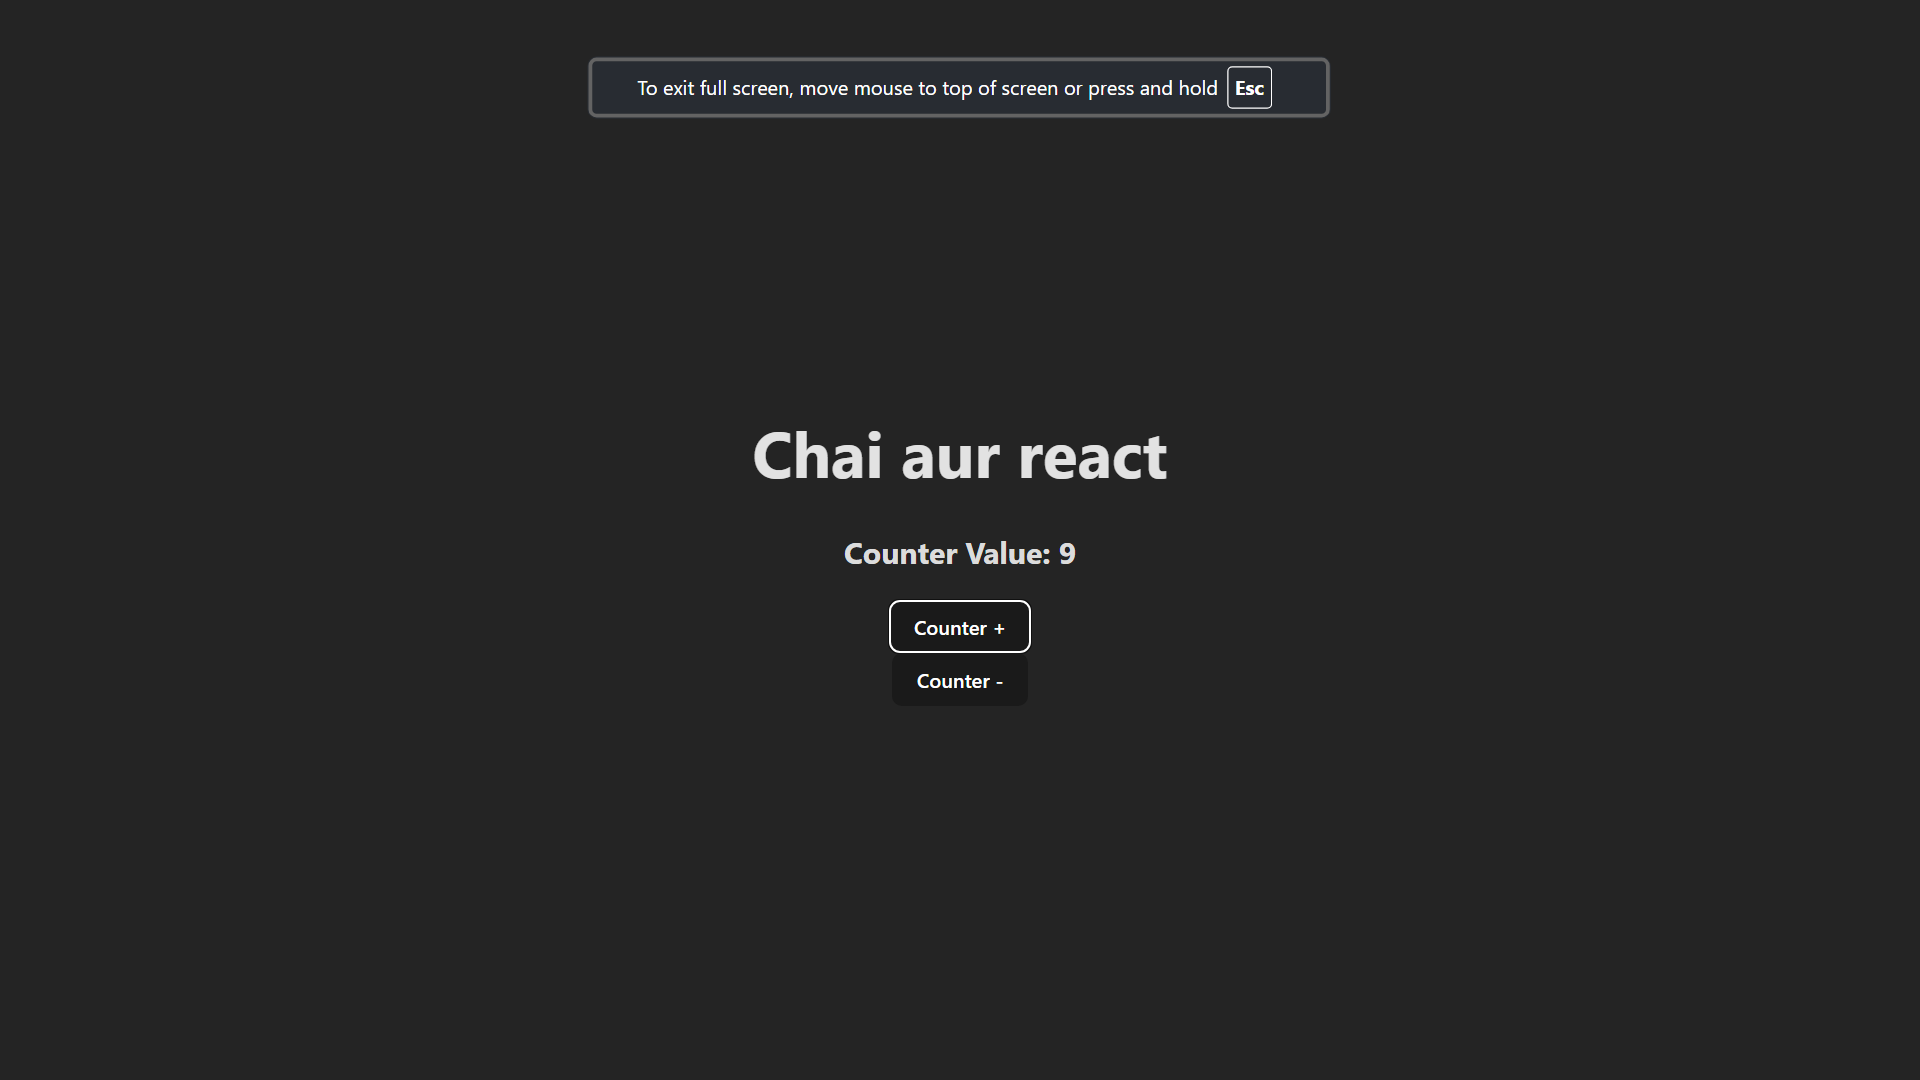 To exit full screen, move mouse to top of screen or press and hold Esc
Chai aur react
Counter Value: 9
Counter +
Counter -